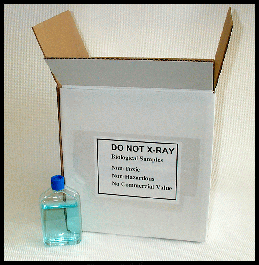 DO NOT X-RAY
Biological Samples
Non-Toxic
Non-Hazardous
No Commercial Value